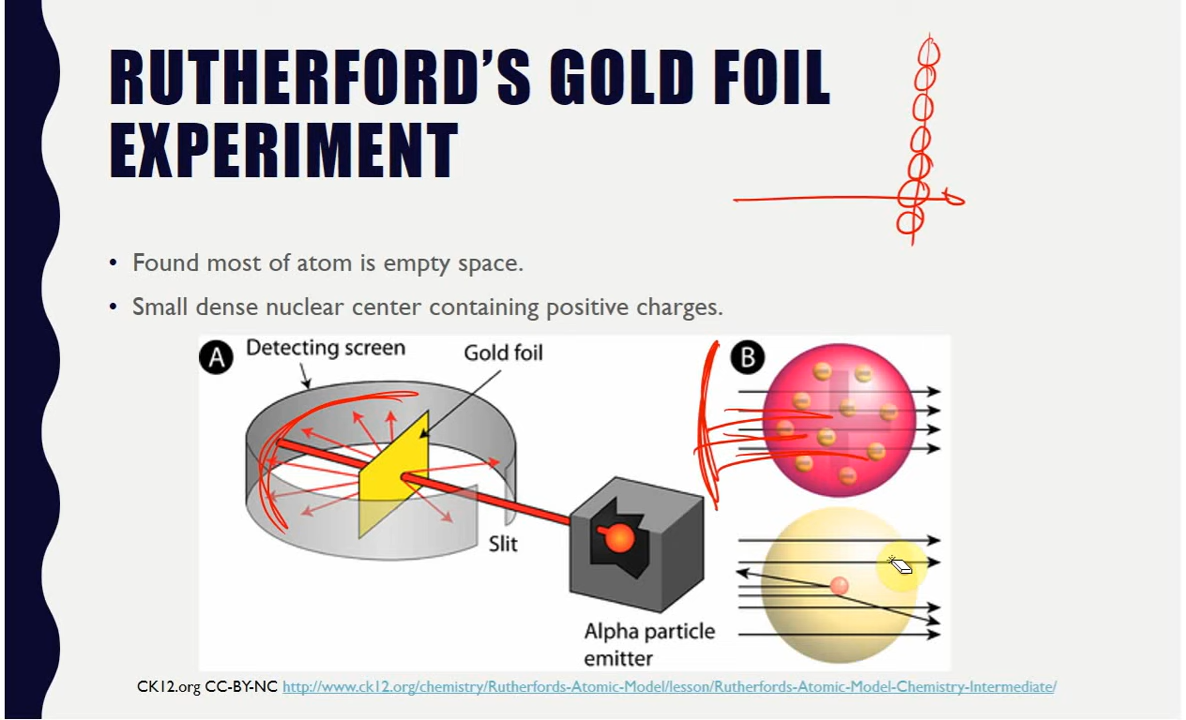 RUTHERFORD'S GOLD FOIL
EXPERIMENT
• Found most of atom is empty space.
• Small dense nuclear center containing positive charges.
A
Detecting screen
Gold foil
Slit
Alpha particle
emitter
B
CK12.org CC-BY-NC http://www.ck12.org/chemistry/Rutherfords-Atomic-Model/lesson/Rutherfords-Atomic-Model-Chemistry-Intermediate/